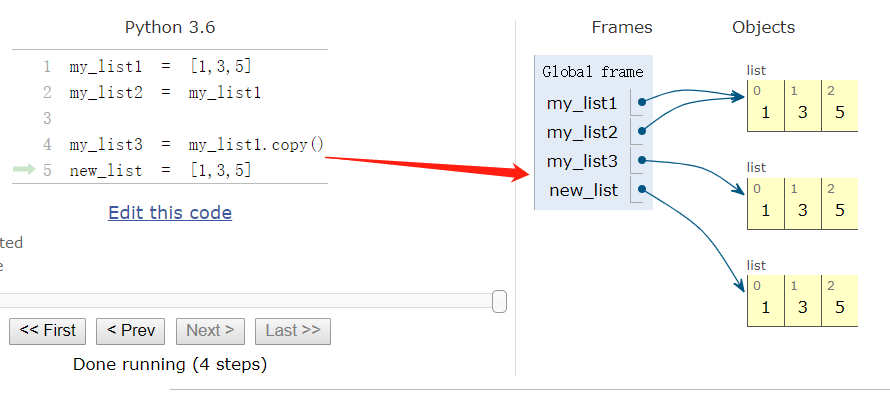 Python 3.6
1 my_list1 = [1,3,5]
2 my_list2 = my_list1
3
4 my_list3 = my_list1.copy()
5 new_list = [1,3,5]
Edit this code
ted
e
<< First < Prev Next > Last >>
Done running (4 steps)
Frames Objects
Global frame
my_list1
my_list2
my_list3
new_list
list
0 1 2
1 3 5
list
0 1 2
1 3 5
list
0 1 2
1 3 5